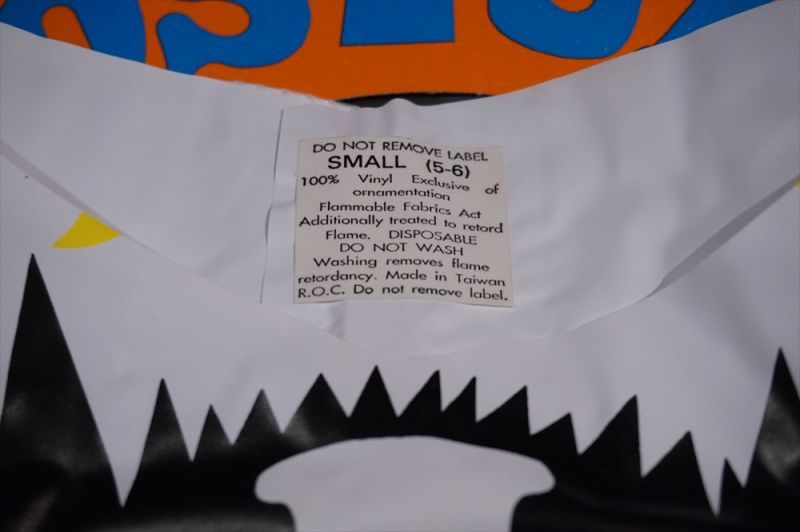 DO NOT REMOVE LABEL
SMALL (5-6)
100% Vinyl Exclusive of
ornamentation
Flammable Fabrics Act
Additionally treated to retord
Flame. DISPOSABLE
DO NOT WASH
Washing removes flame
retordancy. Made in Taiwan
R.O.C. Do not remove label.